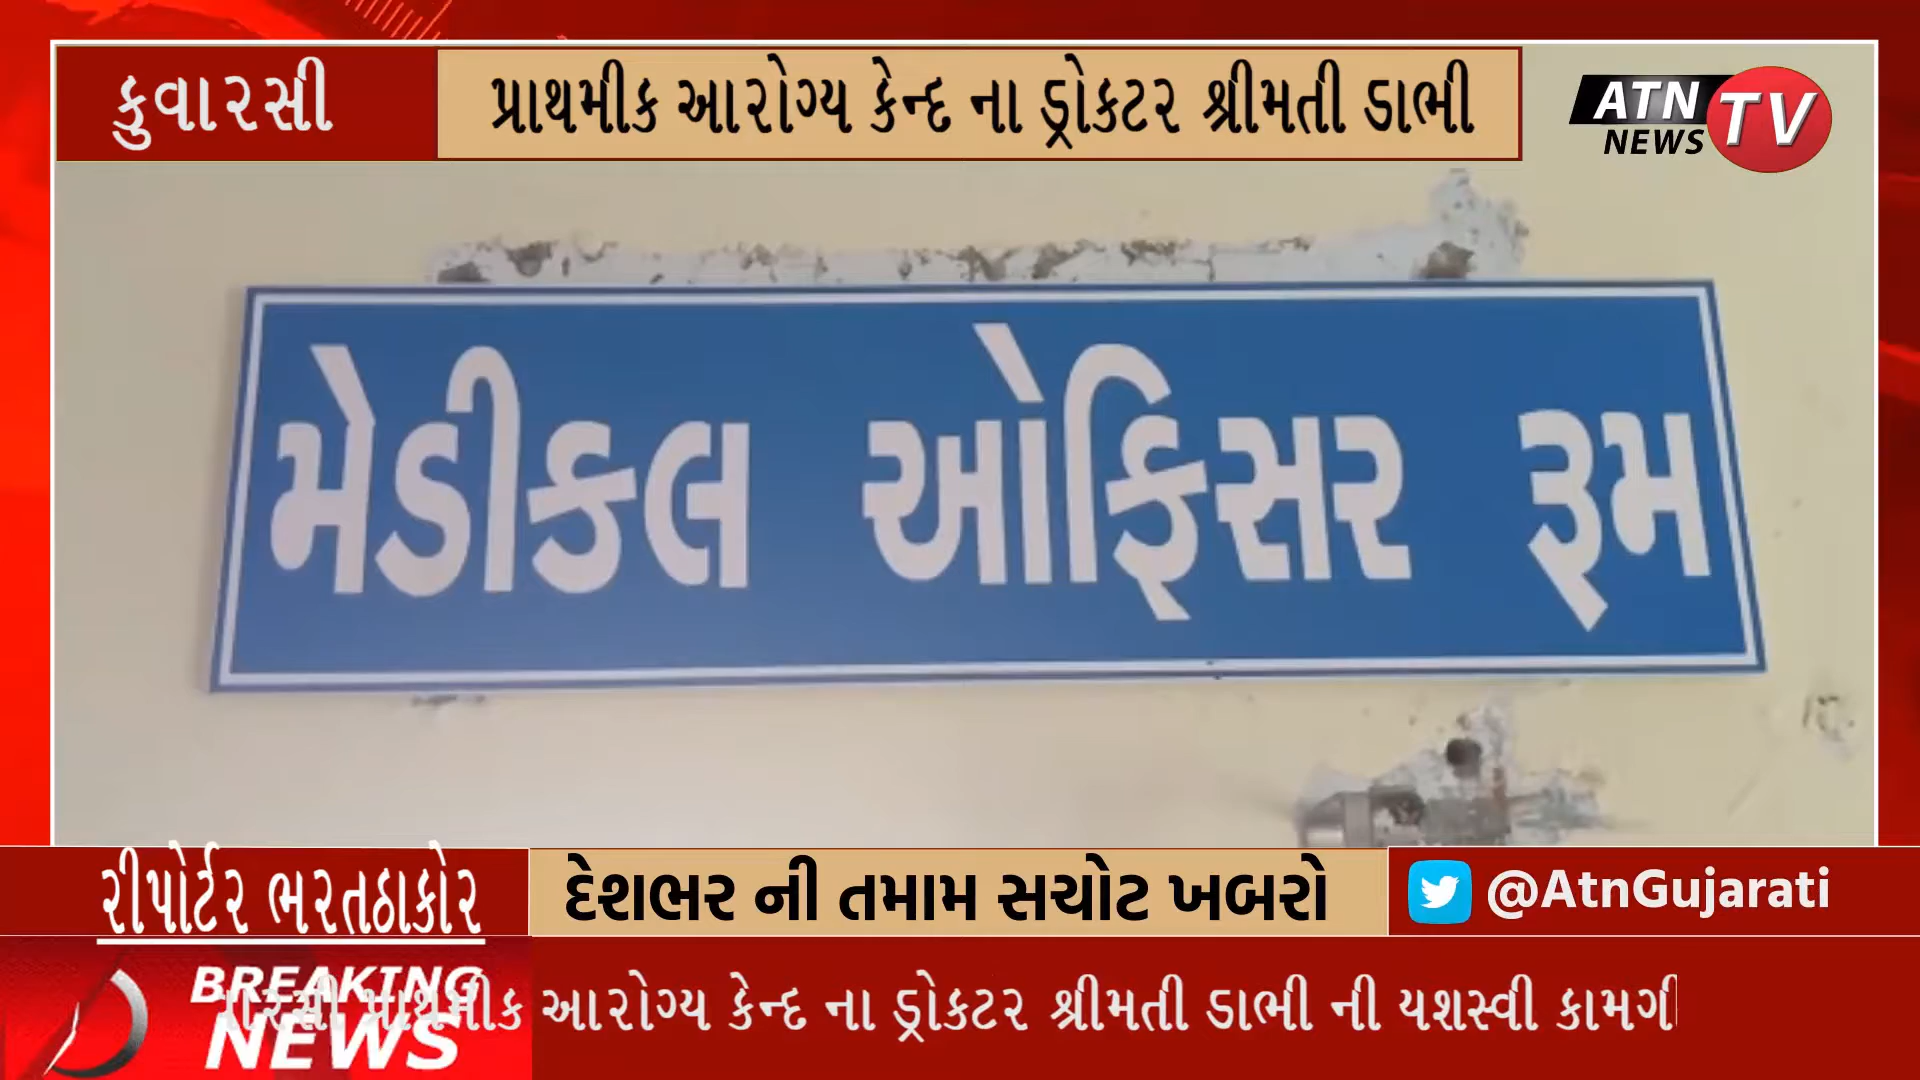 કુવારસી
પ્રાથમીક આરોગ્ય કેન્દ ના ડ્રોકટર શ્રીમતી ડાભી
ATN NEWS TV
મેડીકલ ઓફિસર રૂમ
રીપોર્ટર ભરતઠાકોર
દેશભર ની તમામ સચોટ ખબરો
@AtnGujarati
BREAKING NEWS
પ્રાથમીક આરોગ્ય કેન્દ ના ડ્રોકટર શ્રીમતી ડાભી ની યશસ્વી